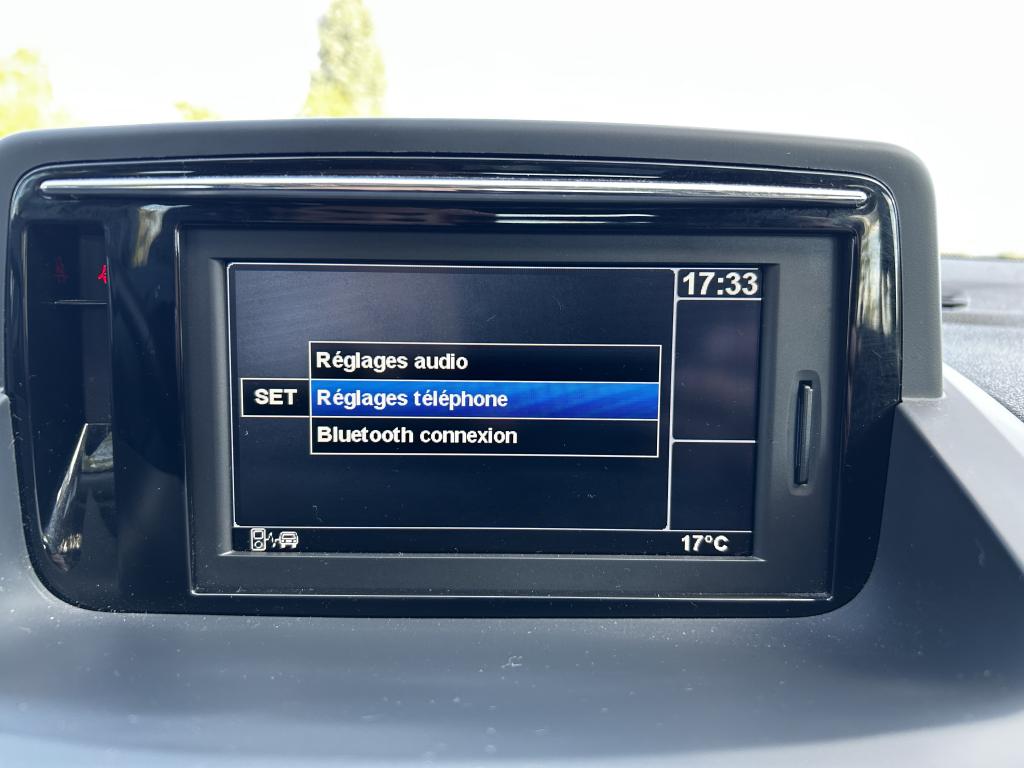 17:33
Réglages audio
SET
Réglages téléphone
Bluetooth connexion
17°C